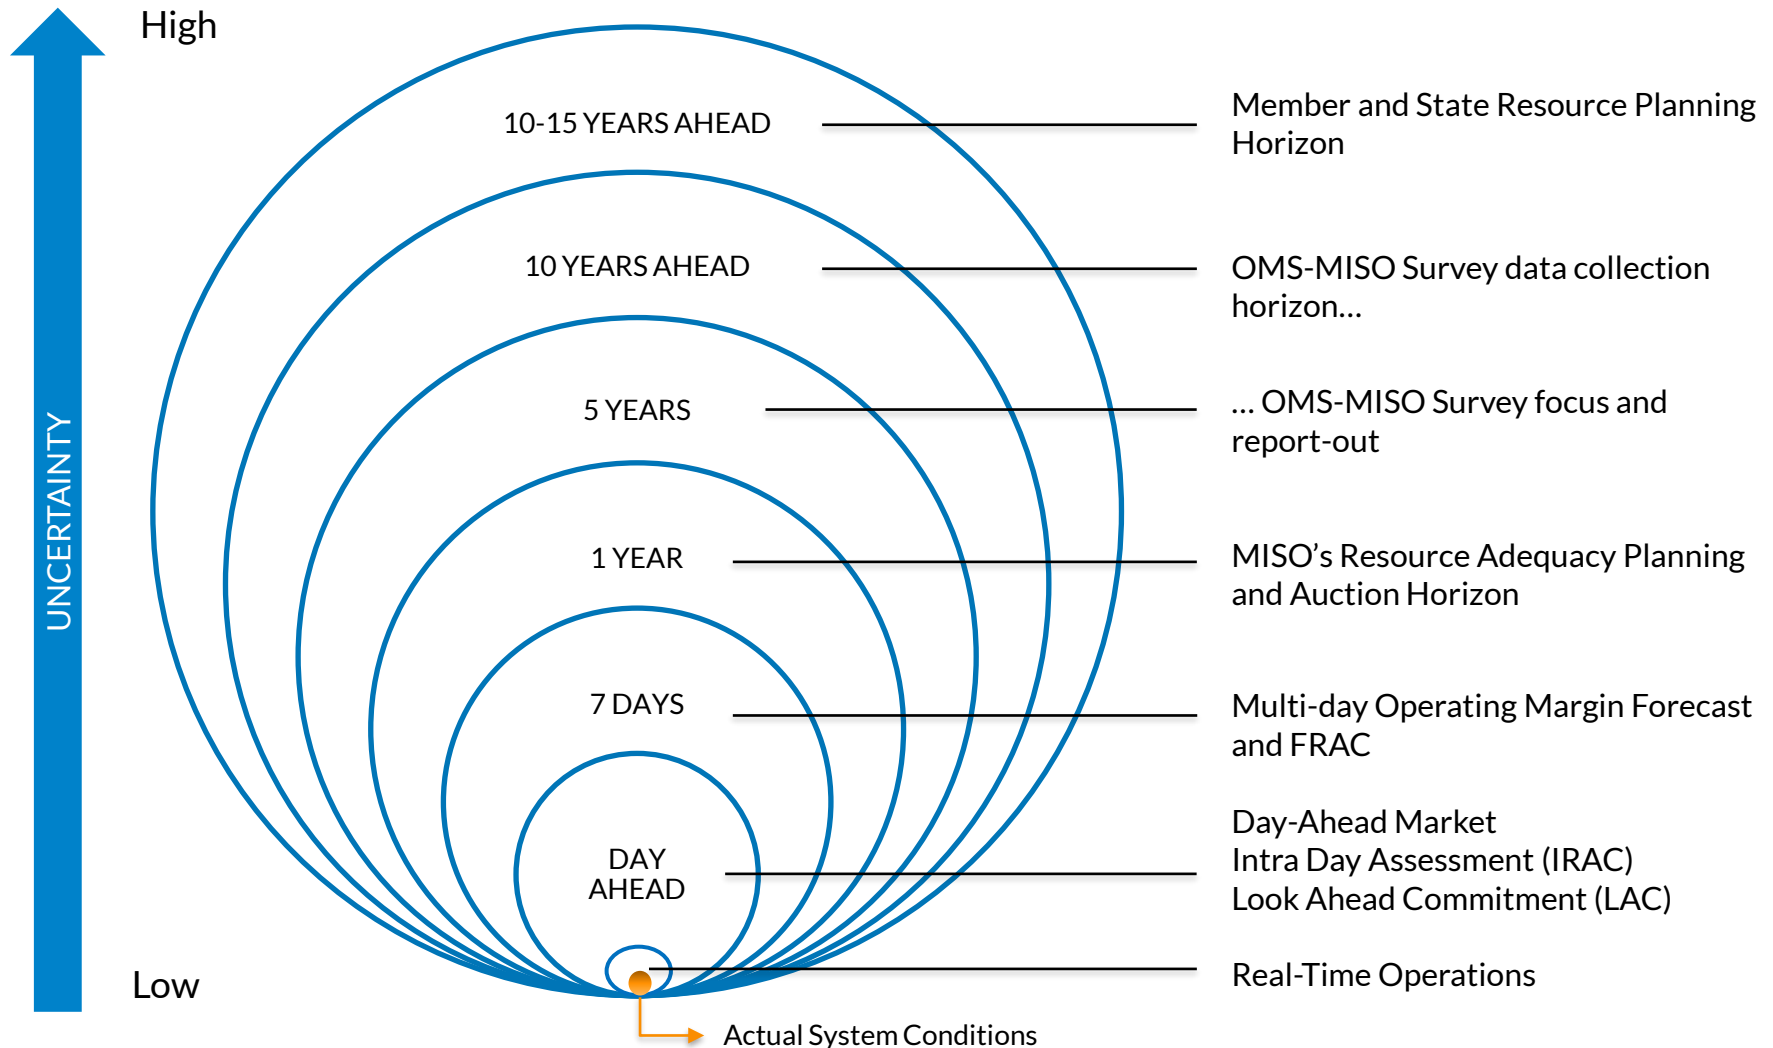 High
10-15 YEARS AHEAD
Member and State Resource Planning
Horizon
10 YEARS AHEAD
OMS-MISO Survey data collection
horizon...
5 YEARS
... OMS-MISO Survey focus and
report-out
UNCERTAINTY
1 YEAR
MISO’s Resource Adequacy Planning
and Auction Horizon
7 DAYS
Multi-day Operating Margin Forecast
and FRAC
DAY
AHEAD
Day-Ahead Market
Intra Day Assessment (IRAC)
Look Ahead Commitment (LAC)
Low
Real-Time Operations
Actual System Conditions